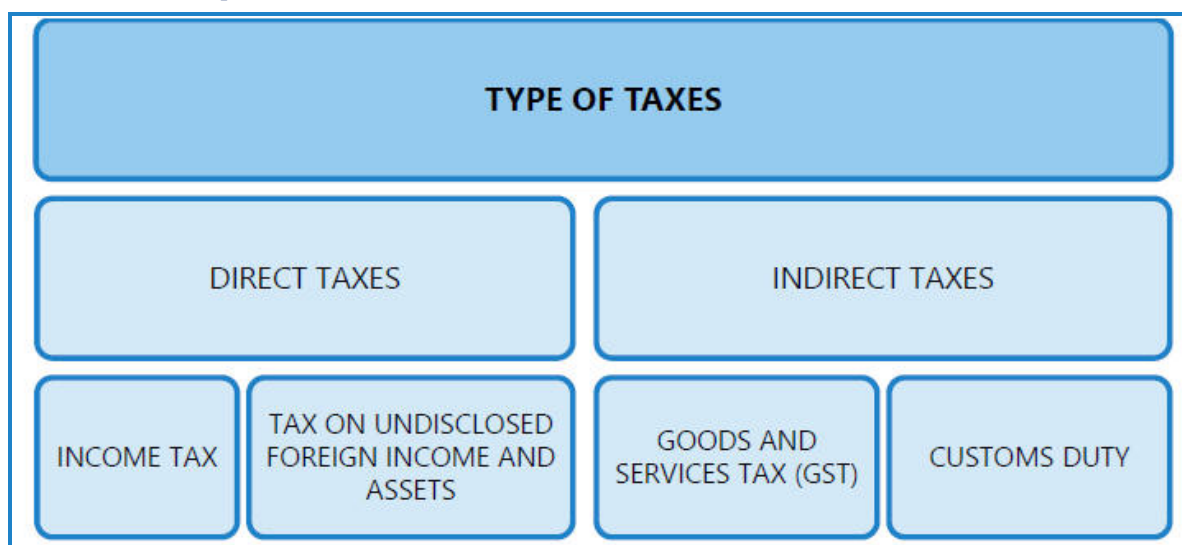 TYPE OF TAXES
DIRECT TAXES
INDIRECT TAXES
INCOME TAX
TAX ON UNDISCLOSED
FOREIGN INCOME AND
ASSETS
GOODS AND
SERVICES TAX (GST)
CUSTOMS DUTY